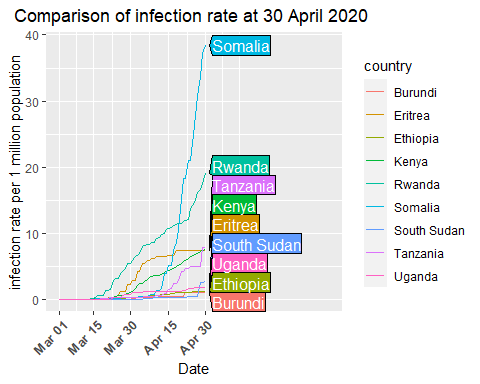 Comparison of infection rate at 30 April 2020
infection rate per 1 million population
40
30
20
10
0
Mar 01
Mar 15
Mar 30
Apr 15
Apr 30
Date
Somalia
Rwanda
Tanzania
Kenya
Eritrea
South Sudan
Uganda
Ethiopia
Burundi
country
Burundi
Eritrea
Ethiopia
Kenya
Rwanda
Somalia
South Sudan
Tanzania
Uganda